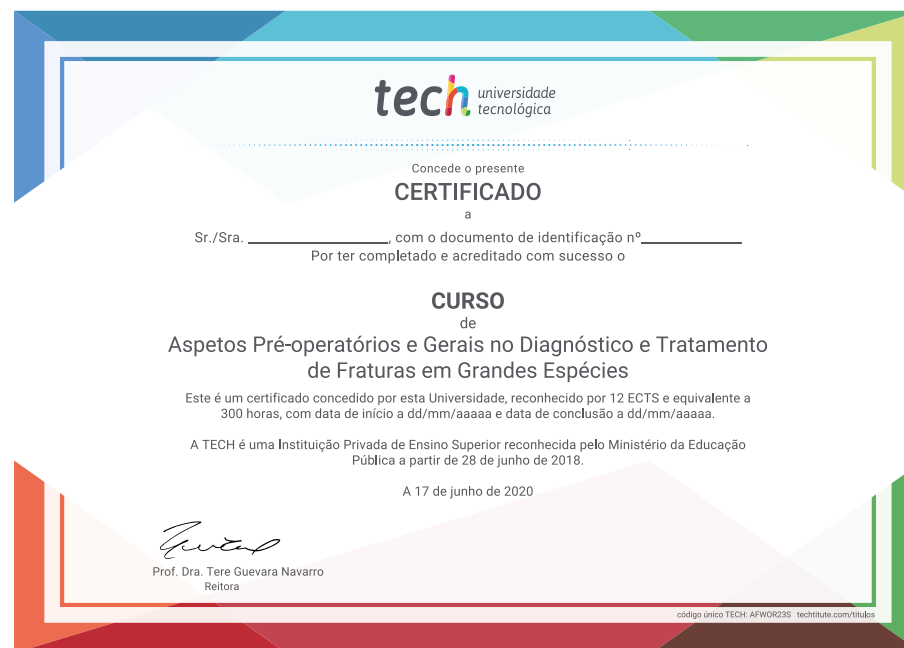 tech universidade
tecnológica
Concede o presente
CERTIFICADO
a
Sr./Sra. ____________________, com o documento de identificação nº______________
Por ter completado e acreditado com sucesso o
CURSO
de
Aspetos Pré-operatórios e Gerais no Diagnóstico e Tratamento
de Fraturas em Grandes Espécies
Este é um certificado concedido por esta Universidade, reconhecido por 12 ECTS e equivalente a
300 horas, com data de início a dd/mm/aaaaa e data de conclusão a dd/mm/aaaaa.
A TECH é uma Instituição Privada de Ensino Superior reconhecida pelo Ministério da Educação
Pública a partir de 28 de junho de 2018.
A 17 de junho de 2020
Prof. Dra. Tere Guevara Navarro
Reitora
código único TECH: AFWOR23S techtitute.com/titulos